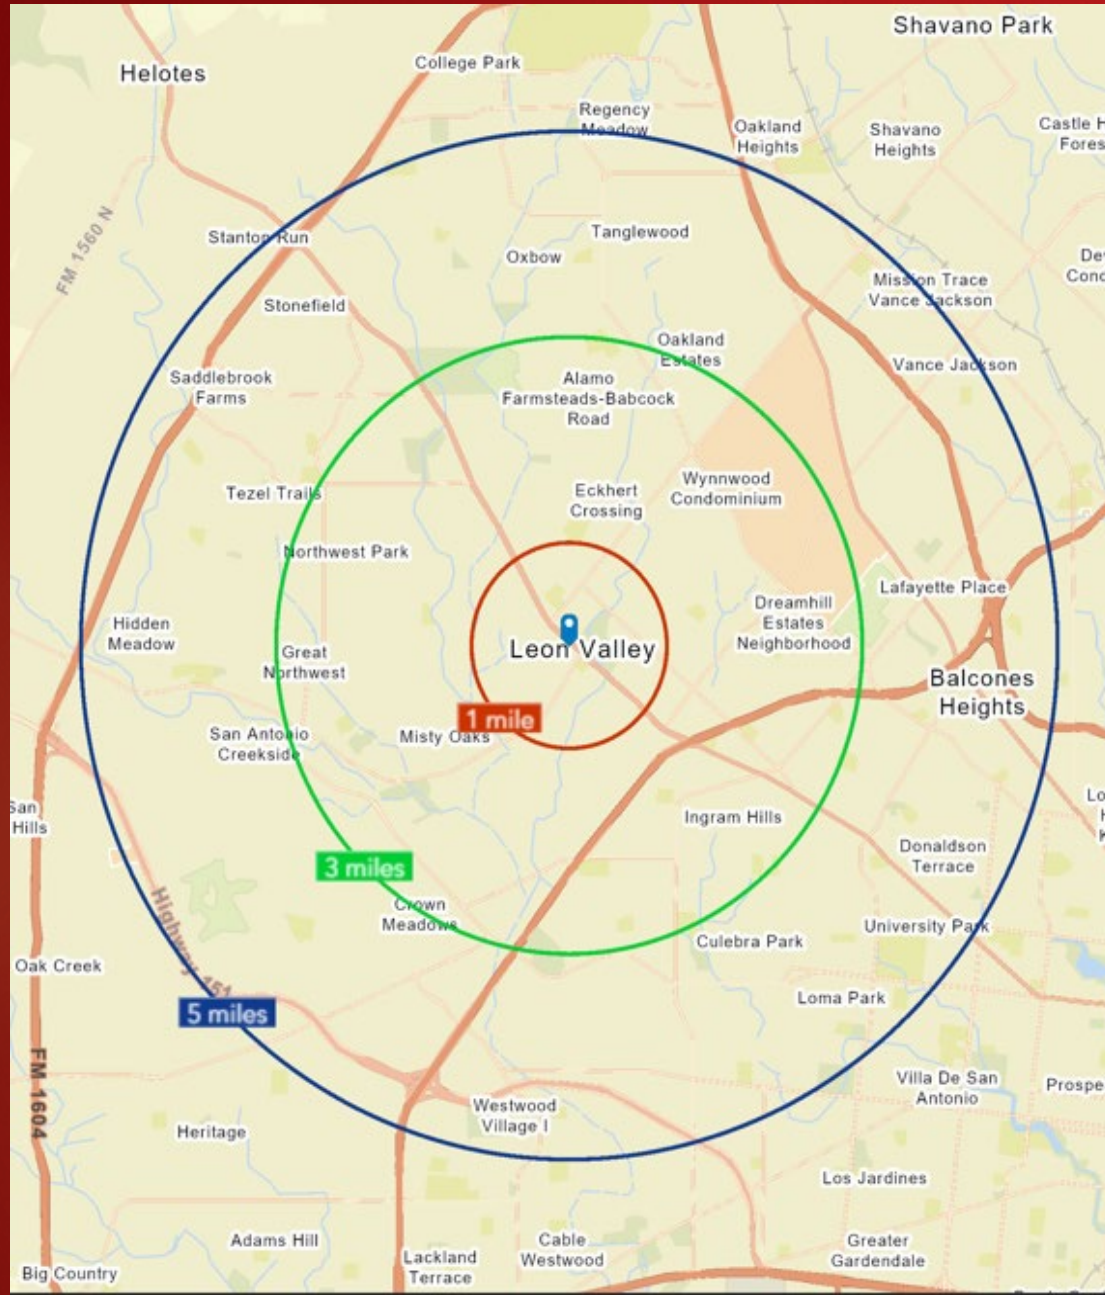 Shavano Park
College Park
Helotes
Regency
Meadow
Oakland
Heights
Shavano
Heights
Castle H
Fores
FM 1560 N
Stanton Run
Tanglewood
Oxbow
De
Conc
Mission Trace
Vance Jackson
Stonefield
Oakland
Estates
Vance Jackson
Saddlebrook
Farms
Alamo
Farmsteads-Babcock
Road
Tezel Trails
Eckhert
Crossing
Wynnwood
Condominium
Northwest Park
Lafayette Place
Hidden
Meadow
Dreamhill
Estates
Neighborhood
Great
Northwest
Leon Valley
Balcones
Heights
1 mile
San Antonio
Creekside
Misty Oaks
San
Hills
Ingram Hills
Lo
H
K
Donaldson
Terrace
3 miles
Crown
Meadows
University Park
Culebra Park
Highway 151
Oak Creek
Loma Park
5 miles
FM 1604
Villa De San
Antonio
Prospe
Westwood
Village I
Heritage
Los Jardines
Adams Hill
Cable
Westwood
Greater
Gardendale
Lackland
Terrace
Big Country